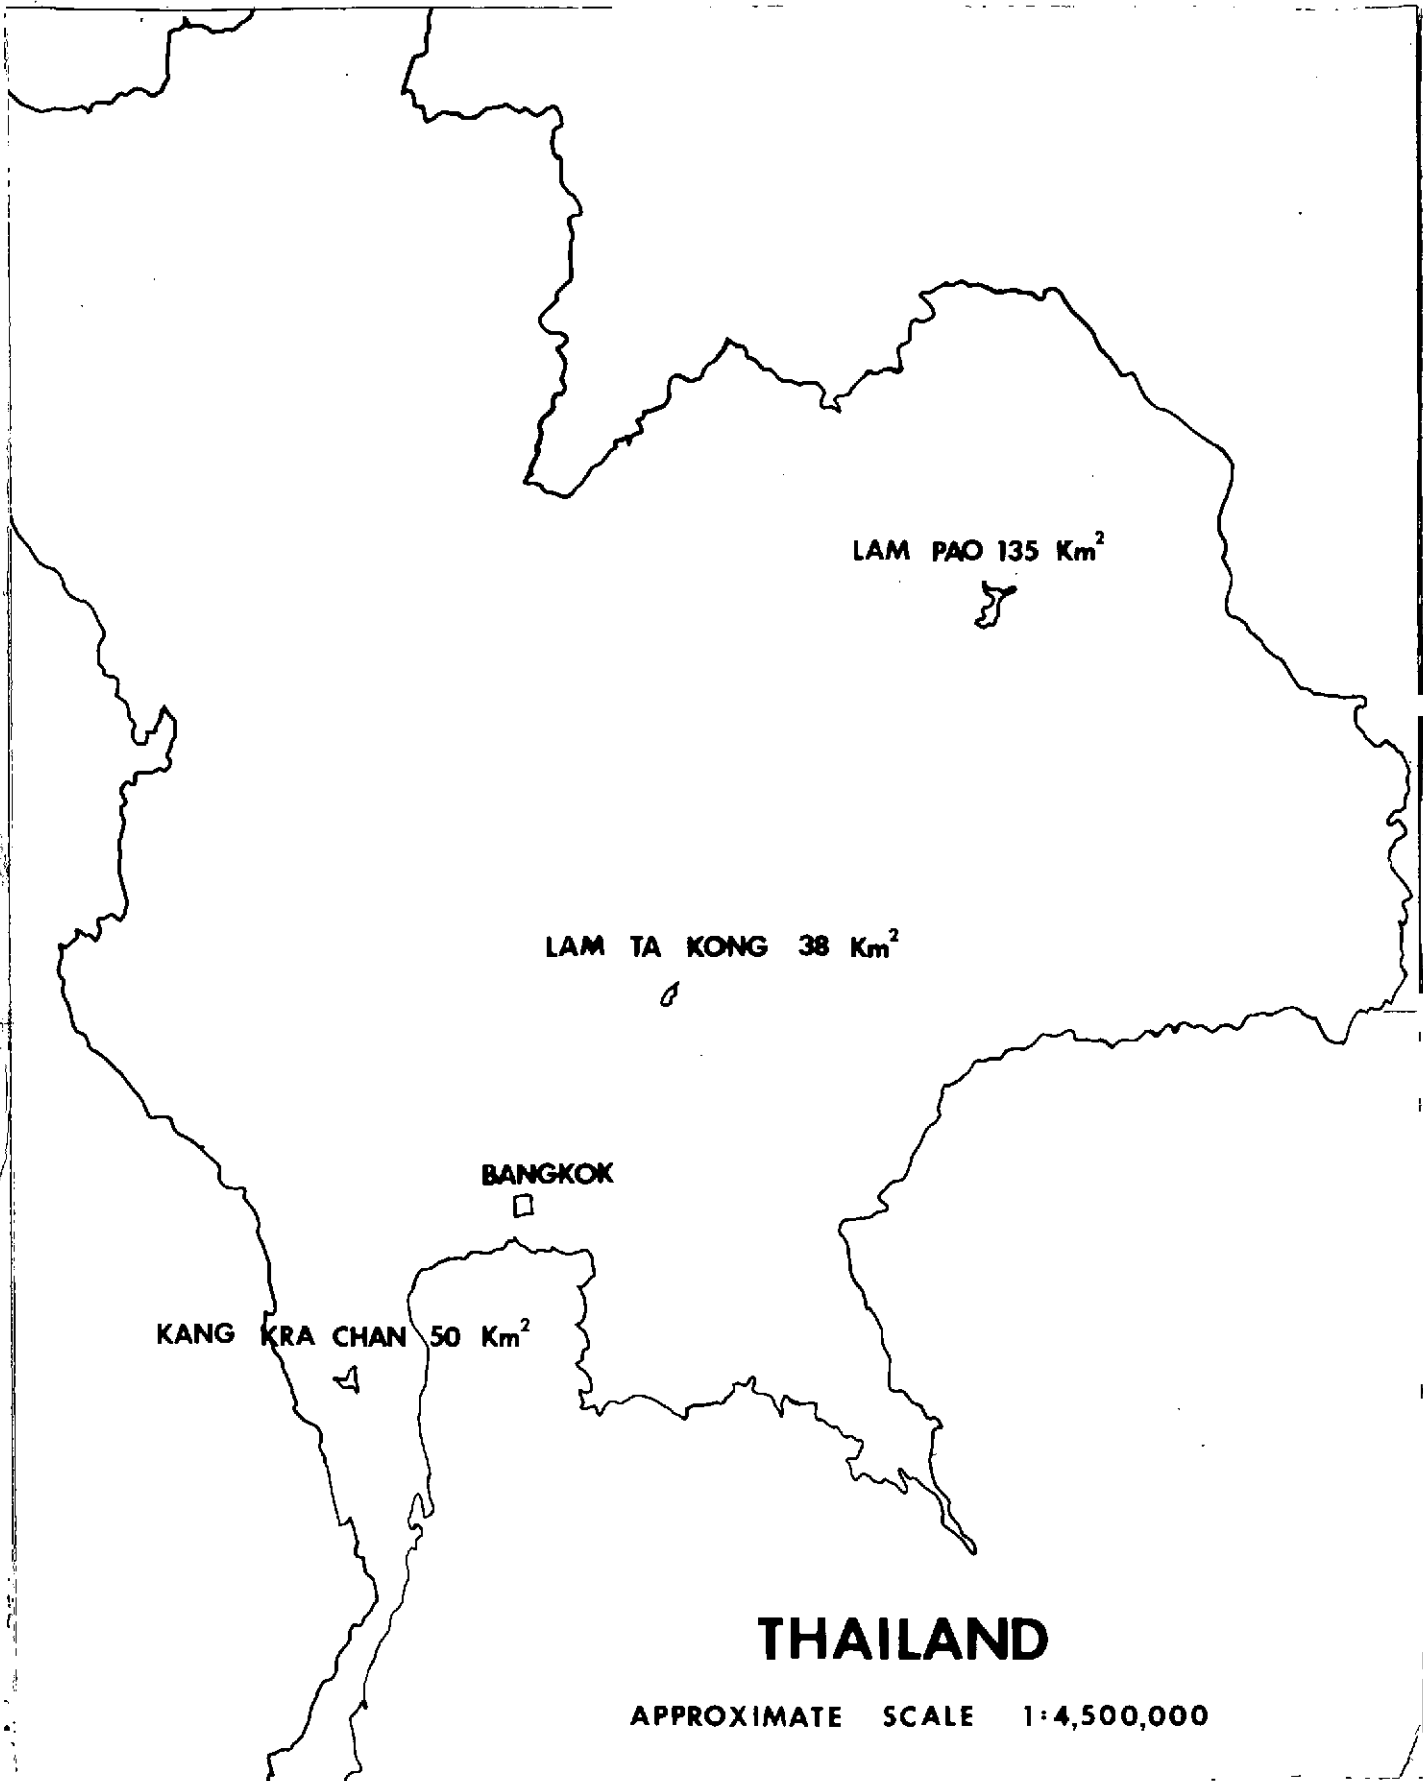 LAM PAO 135 Km²
LAM TA KONG 38 Km²
BANGKOK
KANG KRA CHAN 50 Km²
THAILAND
APPROXIMATE SCALE 1:4,500,000